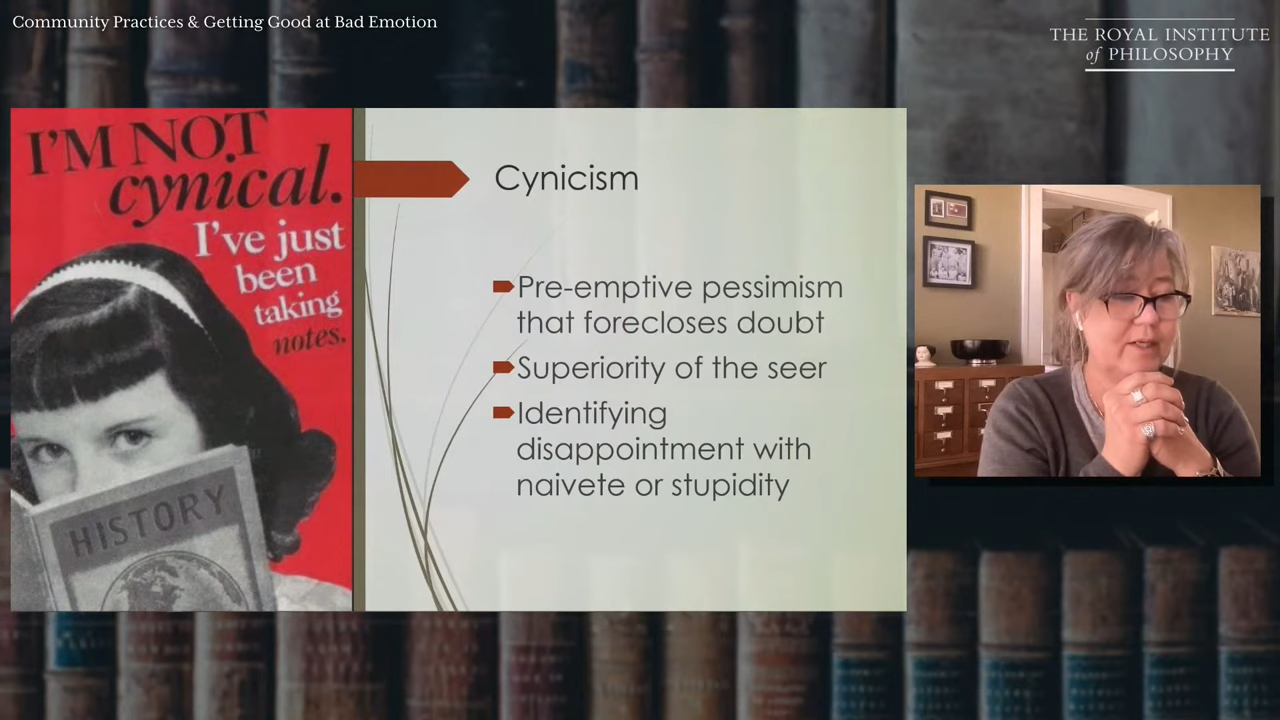 Community Practices & Getting Good at Bad Emotion
THE ROYAL INSTITUTE
of PHILOSOPHY
I'M NOT
cynical.
I've just
been
taking
notes.
HISTORY
Cynicism
Pre-emptive pessimism
that forecloses doubt
Superiority of the seer
Identifying
disappointment with
naivete or stupidity